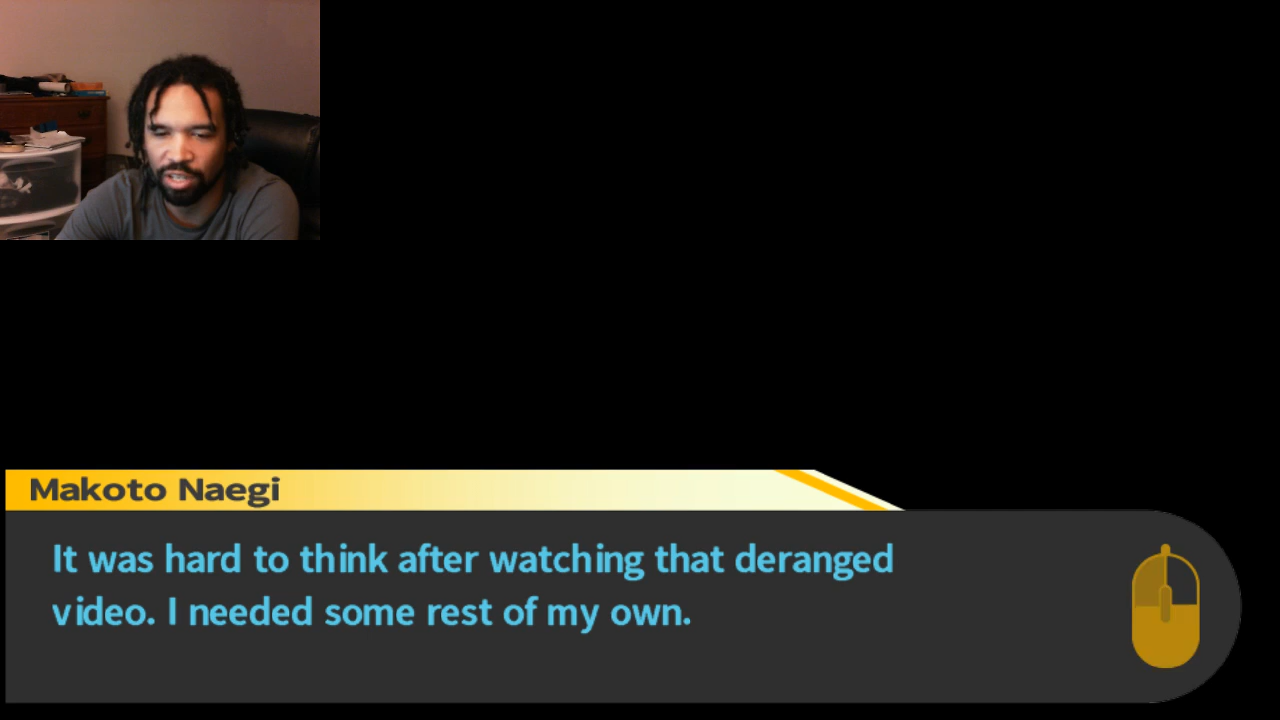 Makoto Naegi
It was hard to think after watching that deranged
video. I needed some rest of my own.